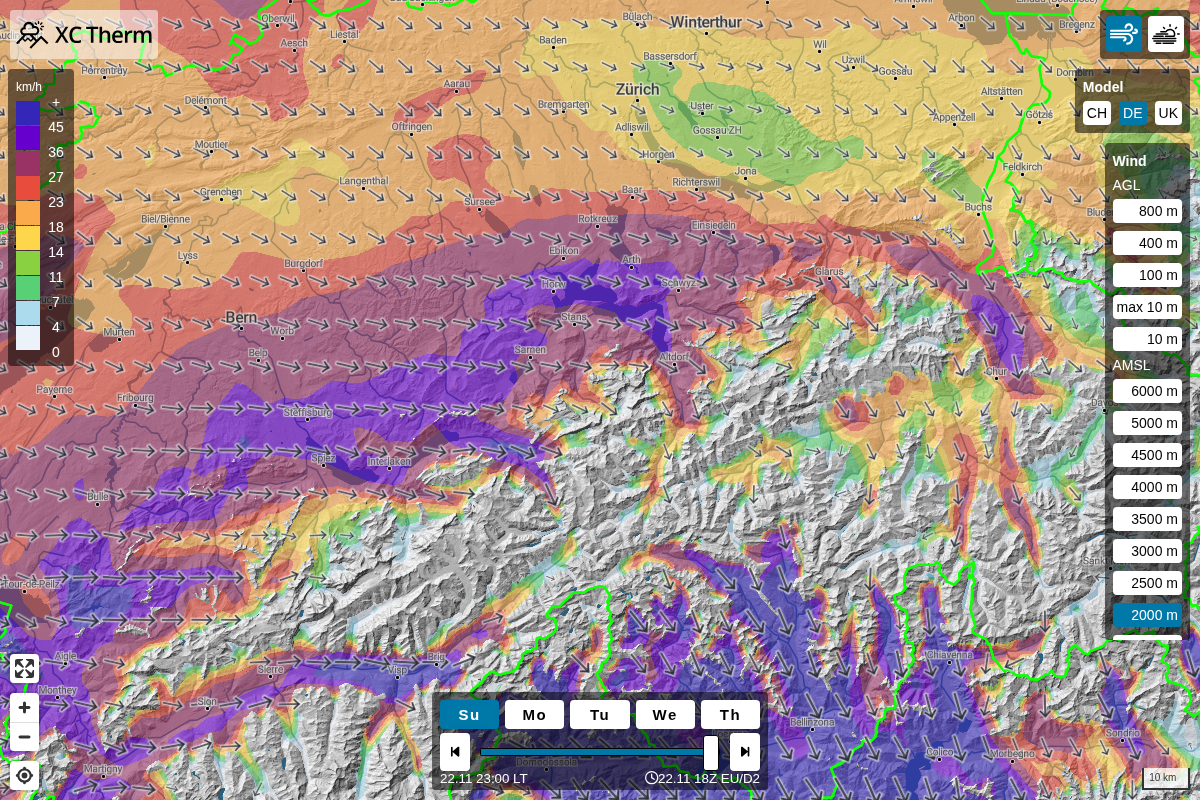 XC Therm
km/h
+
45
36
27
23
18
14
11
7
4
0
Model
CH DE UK
Wind
AGL
800 m
400 m
100 m
max 10 m
10 m
AMSL
6000 m
5000 m
4500 m
4000 m
3500 m
3000 m
2500 m
2000 m
Oberwil
Liestal
Aesch
Porrentruy
Delémont
Moutier
Aarau
Oftringen
Baden
Bremgarten
Bülach
Winterthur
Bassersdorf
Zürich
Uster
Gossau ZH
Adliswil
Horgen
Wil
Uzwil
Gossau
Arbon
Bregenz
Dornbirn
Altstätten
Götzis
Appenzell
Feldkirch
Buchs
Jona
Richterswil
Baar
Langenthal
Sursee
Grenchen
Biel/Bienne
Lyss
Burgdorf
Rotkreuz
Einsiedeln
Ebikon
Arth
Horw
Schwyz
Glarus
Stans
Sarnen
Altdorf
Chur
Bern
Worb
Belp
Murten
Payerne
Fribourg
Steffisburg
Spiez
Interlaken
Bulle
Aigle
Monthey
Sierre
Sion
Visp
Brig
Martigny
Chiavenna
Bellinzona
Colico
Morbegno
Sondrio
Domodossola
Su Mo Tu We Th
22.11 23:00 LT
22.11 18Z EU/D2
10 km